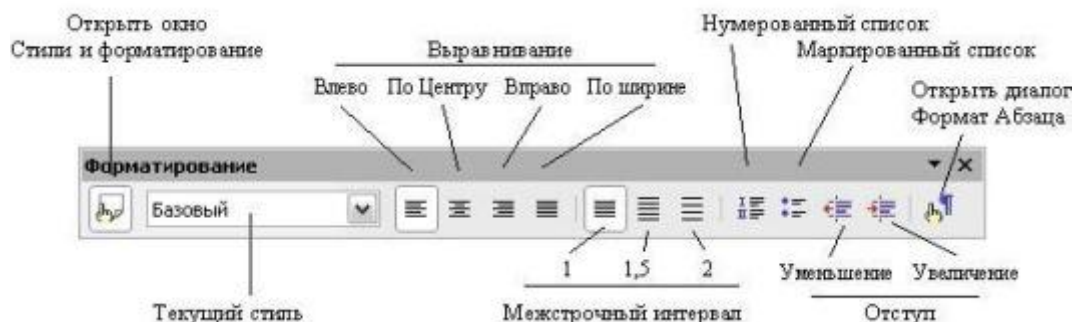 Открыть окно
Стили и форматирование
Выравнивание
Влево По Центру Вправо По ширине
Нумерованный список
Маркированный список
Открыть диалог
Формат Абзаца
Форматирование
Базовый
1 1,5 2
Уменьшение Увеличение
Текущий стиль
Межстрочный интервал
Отступ